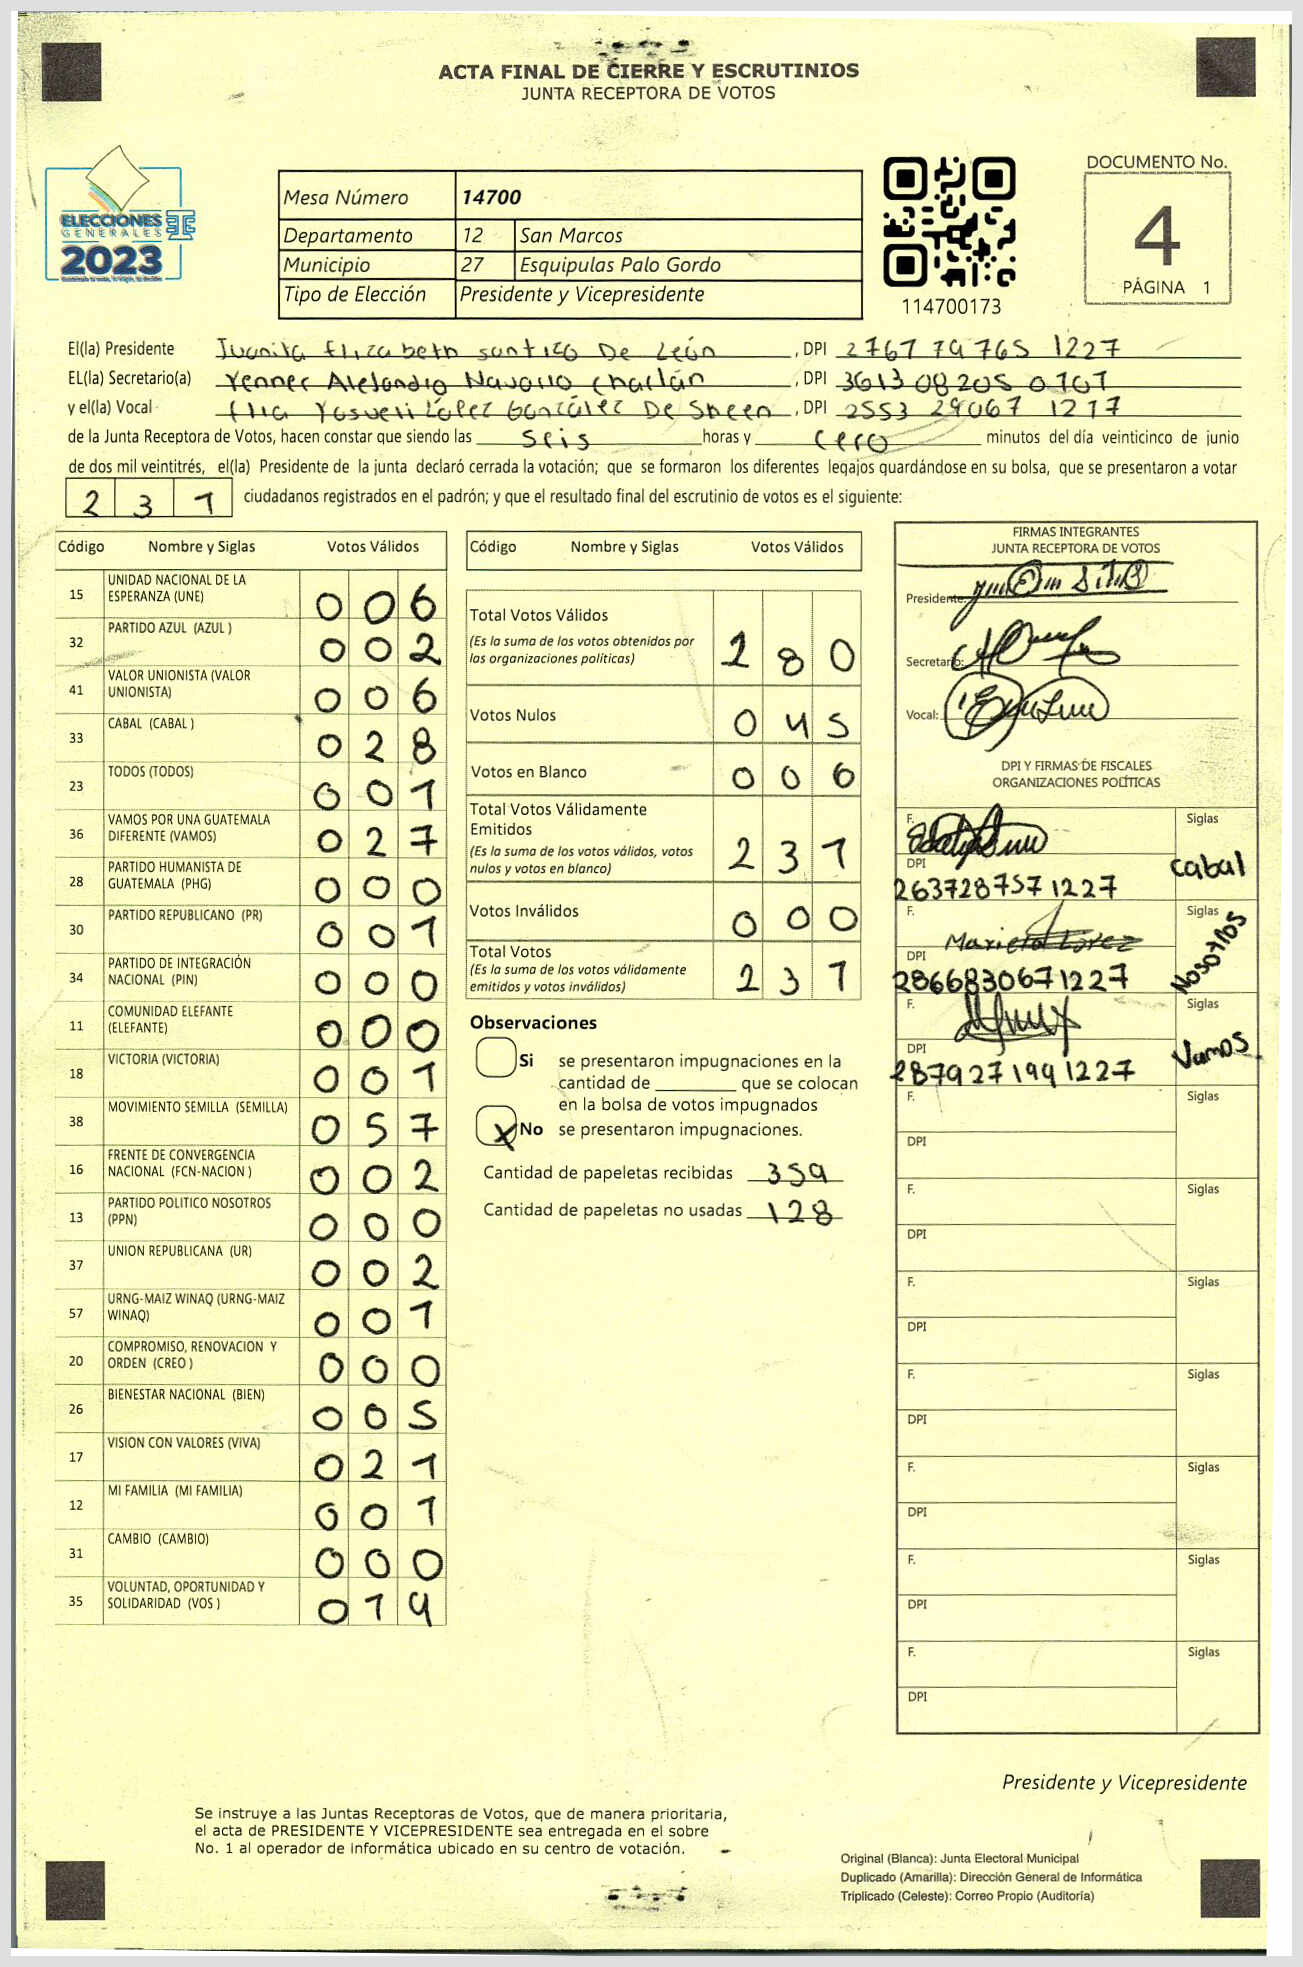 ACTA FINAL DE CIERRE Y ESCRUTINIOS
JUNTA RECEPTORA DE VOTOS
ELECCIONES
GENERALES
2023
Mesa Número 14700
Departamento 12 San Marcos
Municipio 27 Esquipulas Palo Gordo
Tipo de Elección Presidente y Vicepresidente
114700173
DOCUMENTO No.
4
PÁGINA 1
El(la) Presidente Juanita Elizabeth De León, DPI 2767 79765 1227
EL(la) Secretario(a) Yenner Alejandro Navarro, DPI 3613 08205 0101
y el(la) Vocal López González De, DPI 2553 29067 1217
de la Junta Receptora de Votos, hacen constar que siendo las seis horas y cero minutos del día veinticinco de junio
de dos mil veintitrés, el(la) Presidente de la junta declaró cerrada la votación; que se formaron los diferentes legajos guardándose en su bolsa, que se presentaron a votar
231 ciudadanos registrados en el padrón; y que el resultado final del escrutinio de votos es el siguiente:
Código Nombre y Siglas Votos Válidos
15 UNIDAD NACIONAL DE LA ESPERANZA (UNE) 0 0 6
32 PARTIDO AZUL (AZUL ) 0 0 2
41 VALOR UNIONISTA (VALOR UNIONISTA) 0 0 6
33 CABAL (CABAL ) 0 2 8
23 TODOS (TODOS) 0 0 1
36 VAMOS POR UNA GUATEMALA DIFERENTE (VAMOS) 0 2 7
28 PARTIDO HUMANISTA DE GUATEMALA (PHG) 0 0 0
30 PARTIDO REPUBLICANO (PR) 0 0 1
34 PARTIDO DE INTEGRACIÓN NACIONAL (PIN) 0 0 0
11 COMUNIDAD ELEFANTE (ELEFANTE) 0 0 0
18 VICTORIA (VICTORIA) 0 0 1
38 MOVIMIENTO SEMILLA (SEMILLA) 0 5 7
16 FRENTE DE CONVERGENCIA NACIONAL (FCN-NACION ) 0 0 2
13 PARTIDO POLITICO NOSOTROS (PPN) 0 0 0
37 UNION REPUBLICANA (UR) 0 0 2
57 URNG-MAIZ WINAQ (URNG-MAIZ WINAQ) 0 0 1
20 COMPROMISO, RENOVACION Y ORDEN (CREO ) 0 0 0
26 BIENESTAR NACIONAL (BIEN) 0 0 5
17 VISION CON VALORES (VIVA) 0 2 1
12 MI FAMILIA (MI FAMILIA) 0 0 1
31 CAMBIO (CAMBIO) 0 0 0
35 VOLUNTAD, OPORTUNIDAD Y SOLIDARIDAD (VOS ) 0 1 9
Código Nombre y Siglas Votos Válidos
Total Votos Válidos 1 8 0
(Es la suma de los votos obtenidos por
las organizaciones políticas)
Votos Nulos 0 4 5
Votos en Blanco 0 0 6
Total Votos Válidamente
Emitidos 2 3 1
(Es la suma de los votos válidos, votos
nulos y votos en blanco)
Votos Inválidos 0 0 0
Total Votos 2 3 1
(Es la suma de los votos válidamente
emitidos y votos inválidos)
Observaciones
Si se presentaron impugnaciones en la
cantidad de ________ que se colocan
en la bolsa de votos impugnados
X No se presentaron impugnaciones.
Cantidad de papeletas recibidas 359
Cantidad de papeletas no usadas 128
FIRMAS INTEGRANTES
JUNTA RECEPTORA DE VOTOS
Presidente:
Secretario:
Vocal:
DPI Y FIRMAS DE FISCALES
ORGANIZACIONES POLÍTICAS
F. Siglas
DPI cabal
2637287571227
F. Siglas
DPI Nosotros
2866830671227
F. Siglas
DPI Vamos
2879271991227
F. Siglas
DPI
F. Siglas
DPI
F. Siglas
DPI
F. Siglas
DPI
F. Siglas
DPI
F. Siglas
DPI
F. Siglas
DPI
Presidente y Vicepresidente
Se instruye a las Juntas Receptoras de Votos, que de manera prioritaria,
el acta de PRESIDENTE Y VICEPRESIDENTE sea entregada en el sobre
No. 1 al operador de informática ubicado en su centro de votación.
Original (Blanca): Junta Electoral Municipal
Duplicado (Amarilla): Dirección General de Informática
Triplicado (Celeste): Correo Propio (Auditoría)